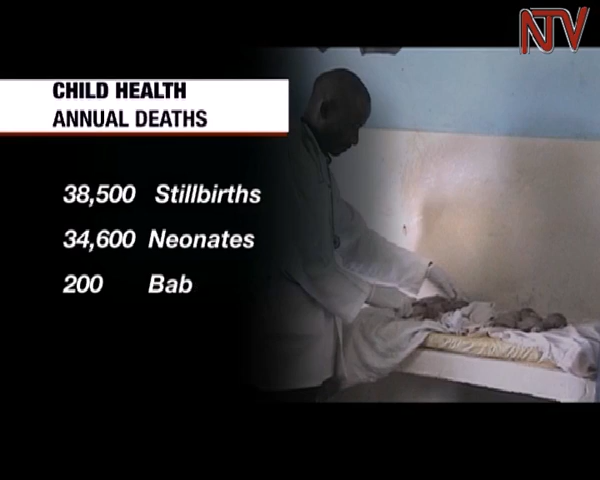 NTV
CHILD HEALTH
ANNUAL DEATHS
38,500 Stillbirths
34,600 Neonates
200 Bab